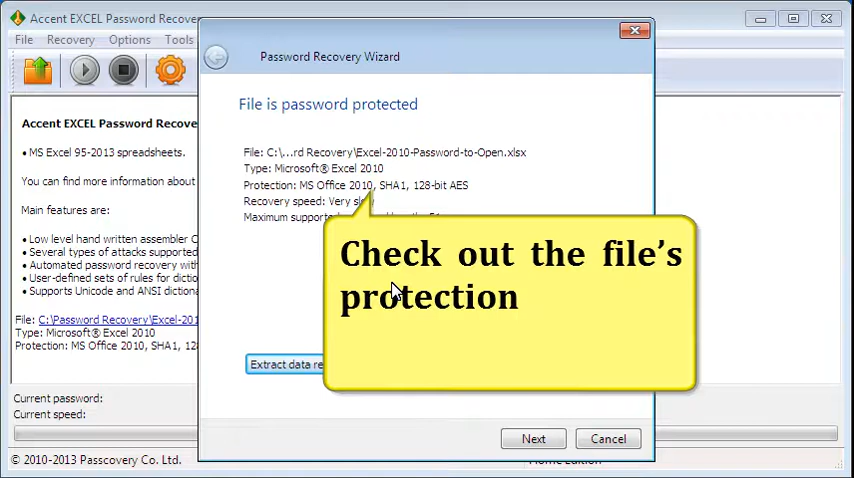 Accent EXCEL Password Recove
File Recovery Options Tools
Password Recovery Wizard
File is password protected
File: C:\...rd Recovery\Excel-2010-Password-to-Open.xlsx
Type: Microsoft® Excel 2010
Protection: MS Office 2010, SHA1, 128-bit AES
Recovery speed: Very slow
Check out the file's
protection
Extract data re
Next Cancel
Accent EXCEL Password Recove
• MS Excel 95-2013 spreadsheets.
You can find more information about
Main features are:
• Low level hand written assembler C
• Several types of attacks supported
• Automated password recovery with
• User-defined sets of rules for dictio
• Supports Unicode and ANSI dictiona
File: C:\Password Recovery\Excel-201
Type: Microsoft® Excel 2010
Protection: MS Office 2010, SHA1, 12
Current password:
Current speed:
© 2010-2013 Passcovery Co. Ltd.
Home Edition